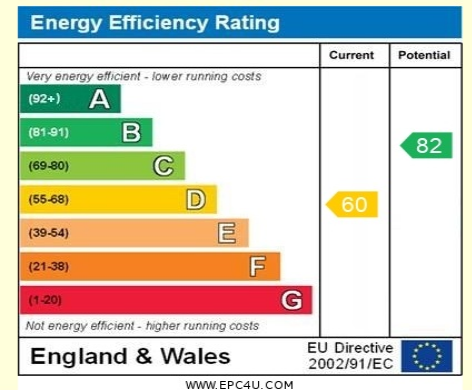 Energy Efficiency Rating
Current Potential
Very energy efficient - lower running costs
(92+) A
(81-91) B
(69-80) C
(55-68) D
(39-54) E
(21-38) F
(1-20) G
82
60
Not energy efficient - higher running costs
England & Wales
EU Directive
2002/91/EC
WWW.EPC4U.COM